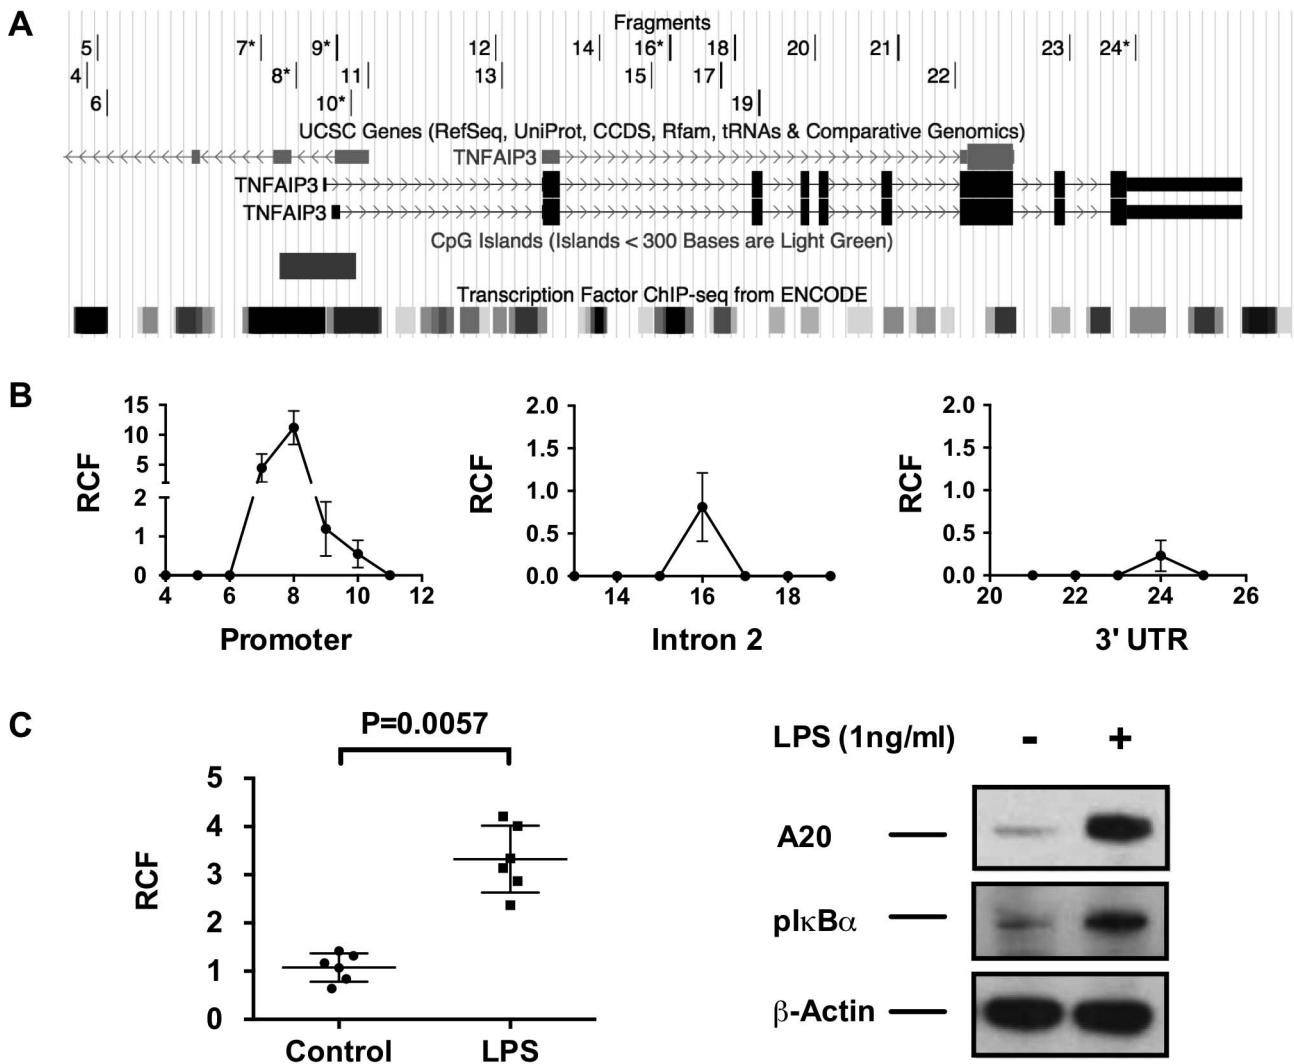 A
Fragments
5 7* 9* 12 14 16* 18 20 21 23 24*
4 8* 11 13 15 17 22
6 10* 19
UCSC Genes (RefSeq, UniProt, CCDS, Rfam, tRNAs & Comparative Genomics)
TNFAIP3
TNFAIP3
TNFAIP3
CpG Islands (Islands < 300 Bases are Light Green)
Transcription Factor ChIP-seq from ENCODE
B
RCF
15
10
5
2
1
0
4 6 8 10 12
Promoter
RCF
2.0
1.5
1.0
0.5
0.0
14 16 18
Intron 2
RCF
2.0
1.5
1.0
0.5
0.0
20 22 24 26
3' UTR
C
P=0.0057
RCF
5
4
3
2
1
0
Control LPS
LPS (1ng/ml) - +
A20
pIκBα
β-Actin